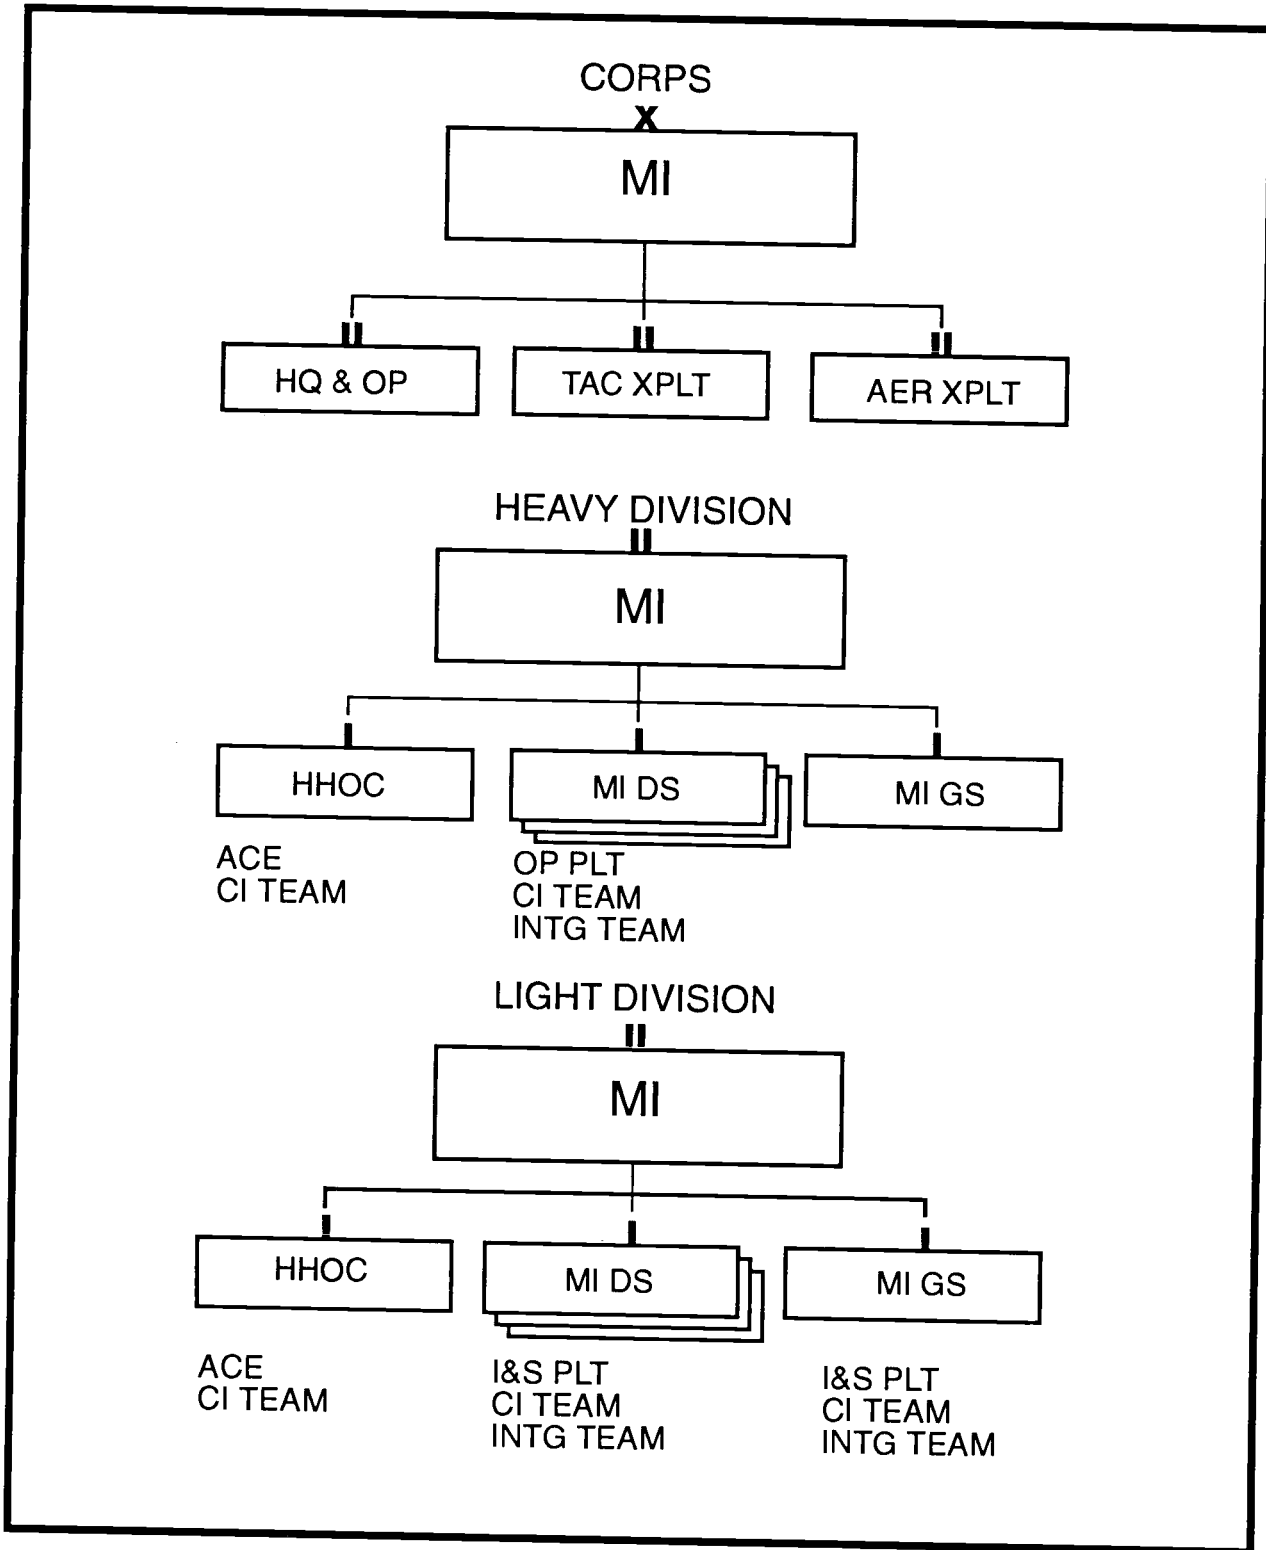 CORPS
X
MI
II II II
HQ & OP TAC XPLT AER XPLT
HEAVY DIVISION
II
MI
I I I
HHOC MI DS MI GS
ACE
CI TEAM
OP PLT
CI TEAM
INTG TEAM
LIGHT DIVISION
II
MI
I I I
HHOC MI DS MI GS
ACE
CI TEAM
I&S PLT
CI TEAM
INTG TEAM
I&S PLT
CI TEAM
INTG TEAM